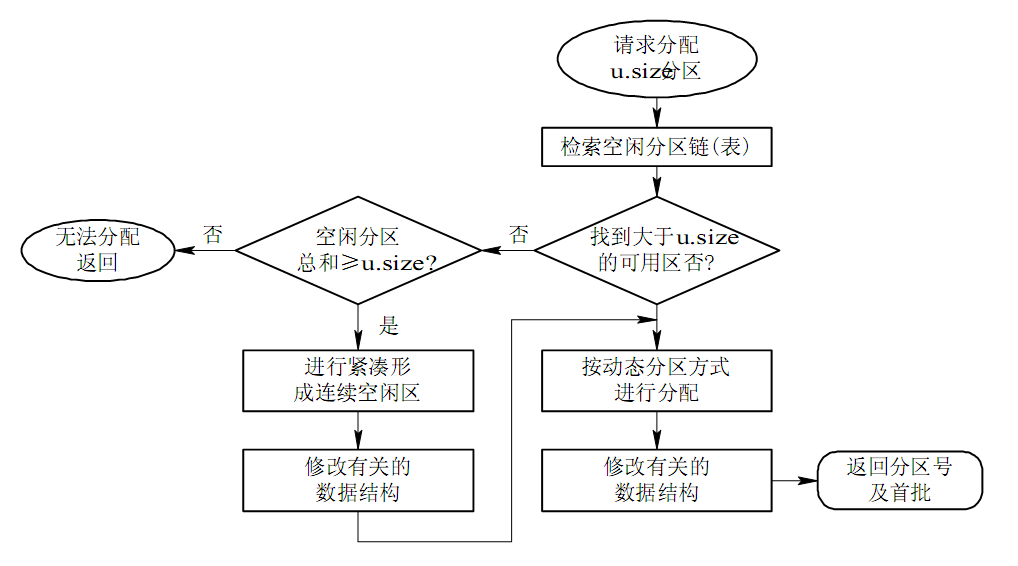 请求分配
u.size分区
检索空闲分区链(表)
找到大于u.size
的可用区否?
否
空闲分区
总和≥u.size?
否
无法分配
返回
是
进行紧凑形
成连续空闲区
修改有关的
数据结构
按动态分区方式
进行分配
修改有关的
数据结构
返回分区号
及首批